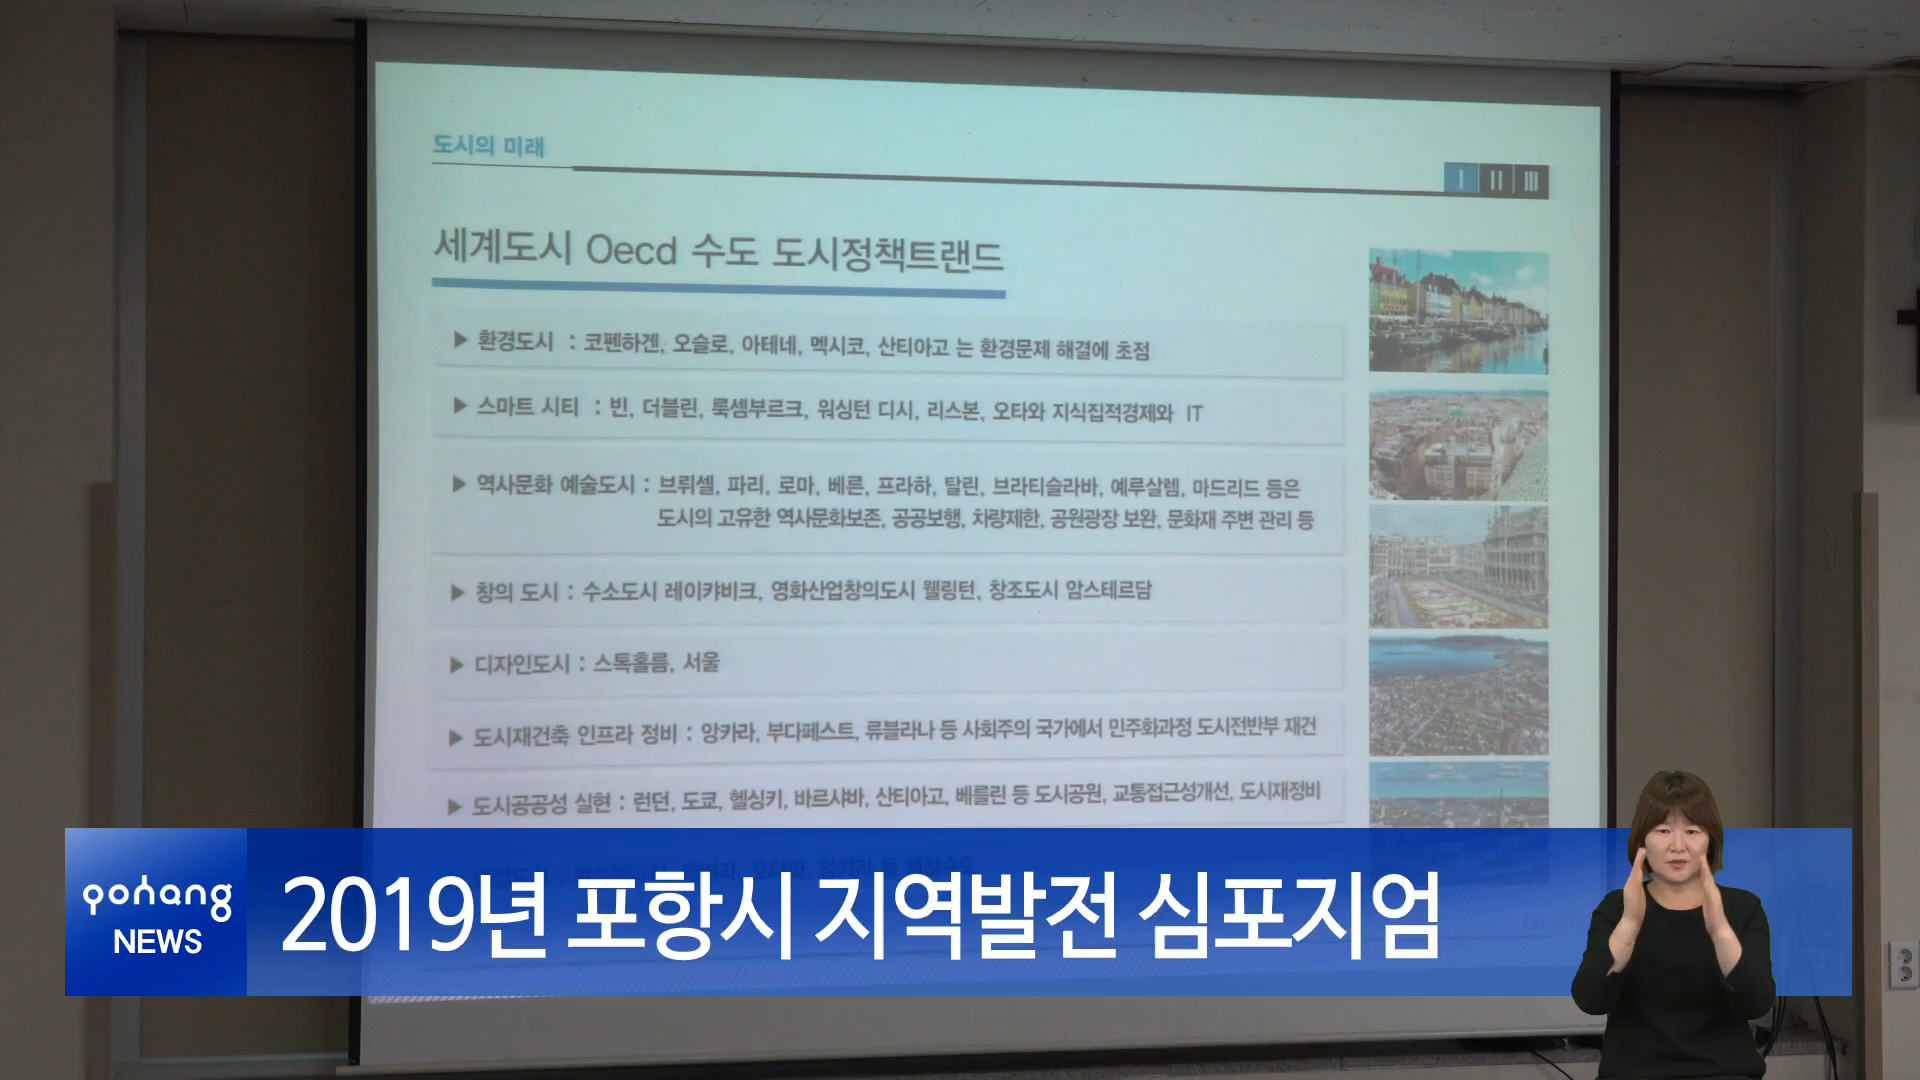 도시의 미래
I II III
세계도시 Oecd 수도 도시정책트랜드
▶ 환경도시 : 코펜하겐, 오슬로, 아테네, 멕시코, 산티아고 는 환경문제 해결에 초점
▶ 스마트 시티 : 빈, 더블린, 룩셈부르크, 워싱턴 디시, 리스본, 오타와 지식집적경제와 IT
▶ 역사문화 예술도시 : 브뤼셀, 파리, 로마, 베른, 프라하, 탈린, 브라티슬라바, 예루살렘, 마드리드 등은
도시의 고유한 역사문화보존, 공공보행, 차량제한, 공원광장 보완, 문화재 주변 관리 등
▶ 창의 도시 : 수소도시 레이캬비크, 영화산업창의도시 웰링턴, 창조도시 암스테르담
▶ 디자인도시 : 스톡홀름, 서울
▶ 도시재건축 인프라 정비 : 앙카라, 부다페스트, 류블라나 등 사회주의 국가에서 민주화과정 도시전반부 재건
▶ 도시공공성 실현 : 런던, 도쿄, 헬싱키, 바르샤바, 산티아고, 베를린 등 도시공원, 교통접근성개선, 도시재정비
06
pohang
NEWS
2019년 포항시 지역발전 심포지엄